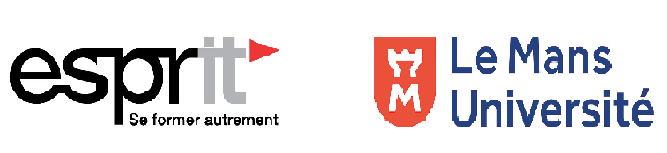 esprit
Se former autrement
M
Le Mans
Université